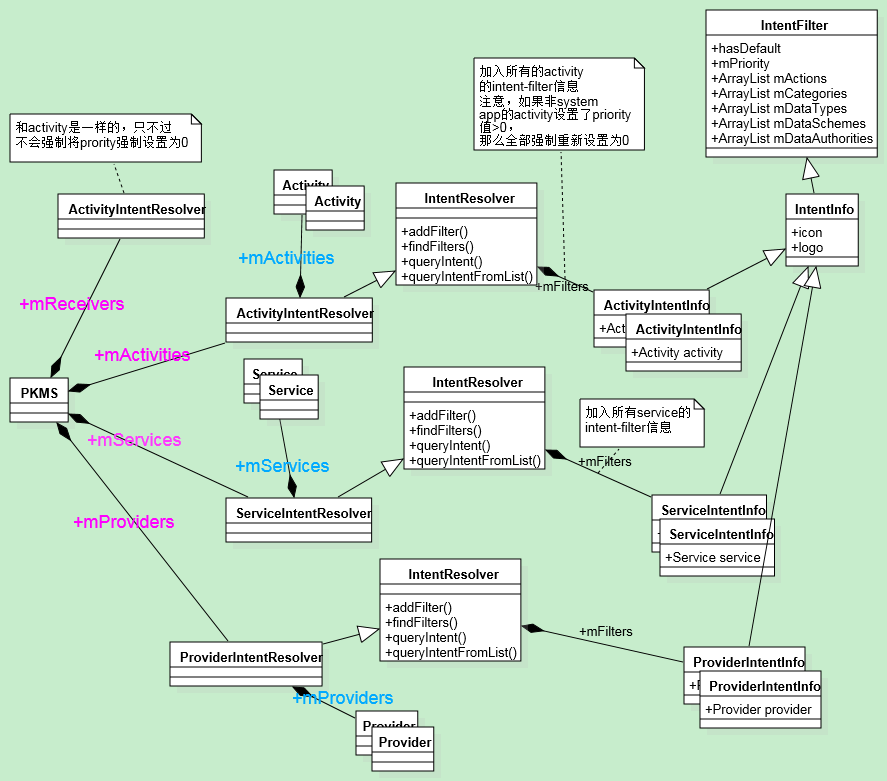 IntentFilter
+hasDefault
+mPriority
+ArrayList mActions
+ArrayList mCategories
+ArrayList mDataTypes
+ArrayList mDataSchemes
+ArrayList mDataAuthorities
加入所有的activity
的intent-filter信息
注意，如果非system
app的activity设置了priority
值>0，
那么全部强制重新设置为0
和activity是一样的，只不过
不会强制将prority强制设置为0
ActivityIntentResolver
Activity
Activity
IntentResolver
+addFilter()
+findFilters()
+queryIntent()
+queryIntentFromList()
IntentInfo
+icon
+logo
+mActivities
+mReceivers
+mFilters
ActivityIntentResolver
ActivityIntentInfo
+Acti
ActivityIntentInfo
+Activity activity
+mActivities
PKMS
Service
Service
IntentResolver
+addFilter()
+findFilters()
+queryIntent()
+queryIntentFromList()
加入所有service的
intent-filter信息
+mServices
+mServices
+mFilters
ServiceIntentResolver
ServiceIntentInfo
ServiceIntentInfo
+Service service
+mProviders
IntentResolver
+addFilter()
+findFilters()
+queryIntent()
+queryIntentFromList()
+mFilters
ProviderIntentResolver
ProviderIntentInfo
ProviderIntentInfo
+Provider provider
+mProviders
Provider
Provider